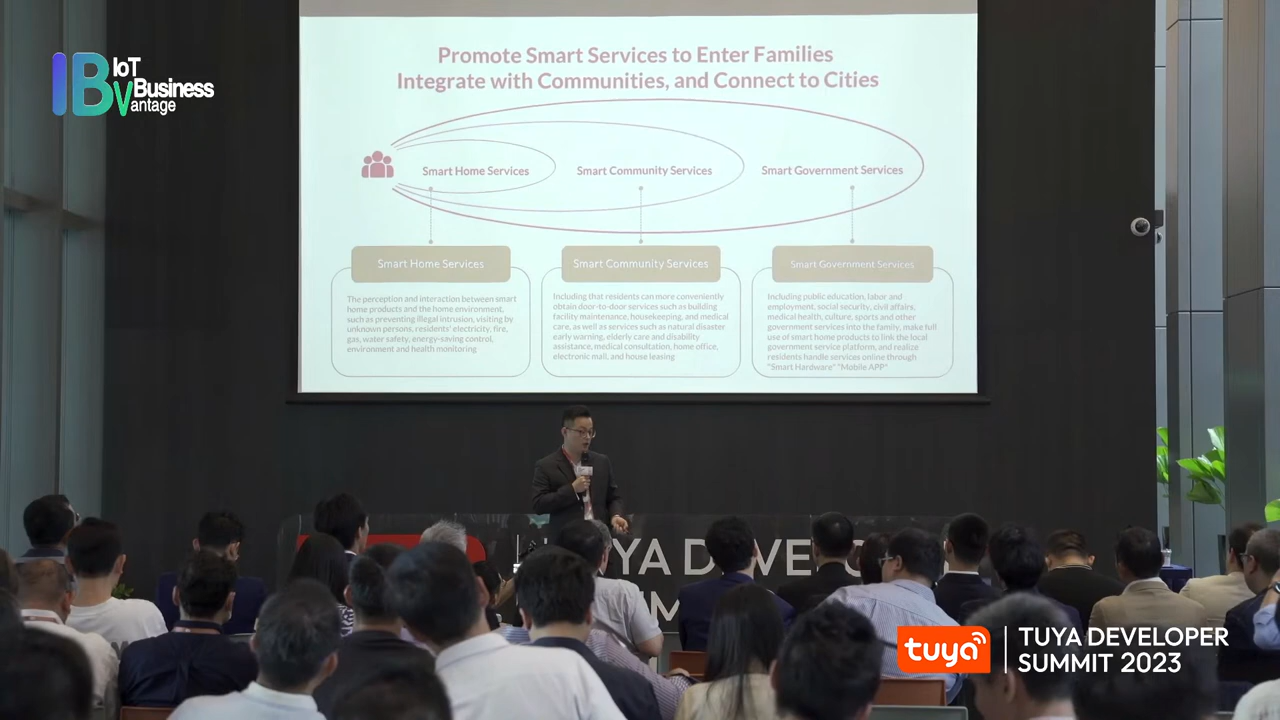 IBV
IoT
Business
Vantage
Promote Smart Services to Enter Families
Integrate with Communities, and Connect to Cities
Smart Home Services
Smart Community Services
Smart Government Services
Smart Home Services
The perception and interaction between smart
home products and the home environment,
such as preventing illegal intrusion, visiting by
unknown persons, residents' electricity, fire,
gas, water safety, energy-saving control,
environment and health monitoring
Smart Community Services
Including that residents can more conveniently
obtain door-to-door services such as building
facility maintenance, housekeeping, and medical
care, as well as services such as natural disaster
early warning, elderly care and disability
assistance, medical consultation, home office,
electronic mall, and house leasing
Smart Government Services
Including public education, labor and
employment, social security, civil affairs,
medical health, culture, sports and other
government services into the family, make full
use of smart home products to link the local
government service platform, and realize
residents handle services online through
"Smart Hardware" "Mobile APP"
TUYA DEVELO
tuya
TUYA DEVELOPER
SUMMIT 2023